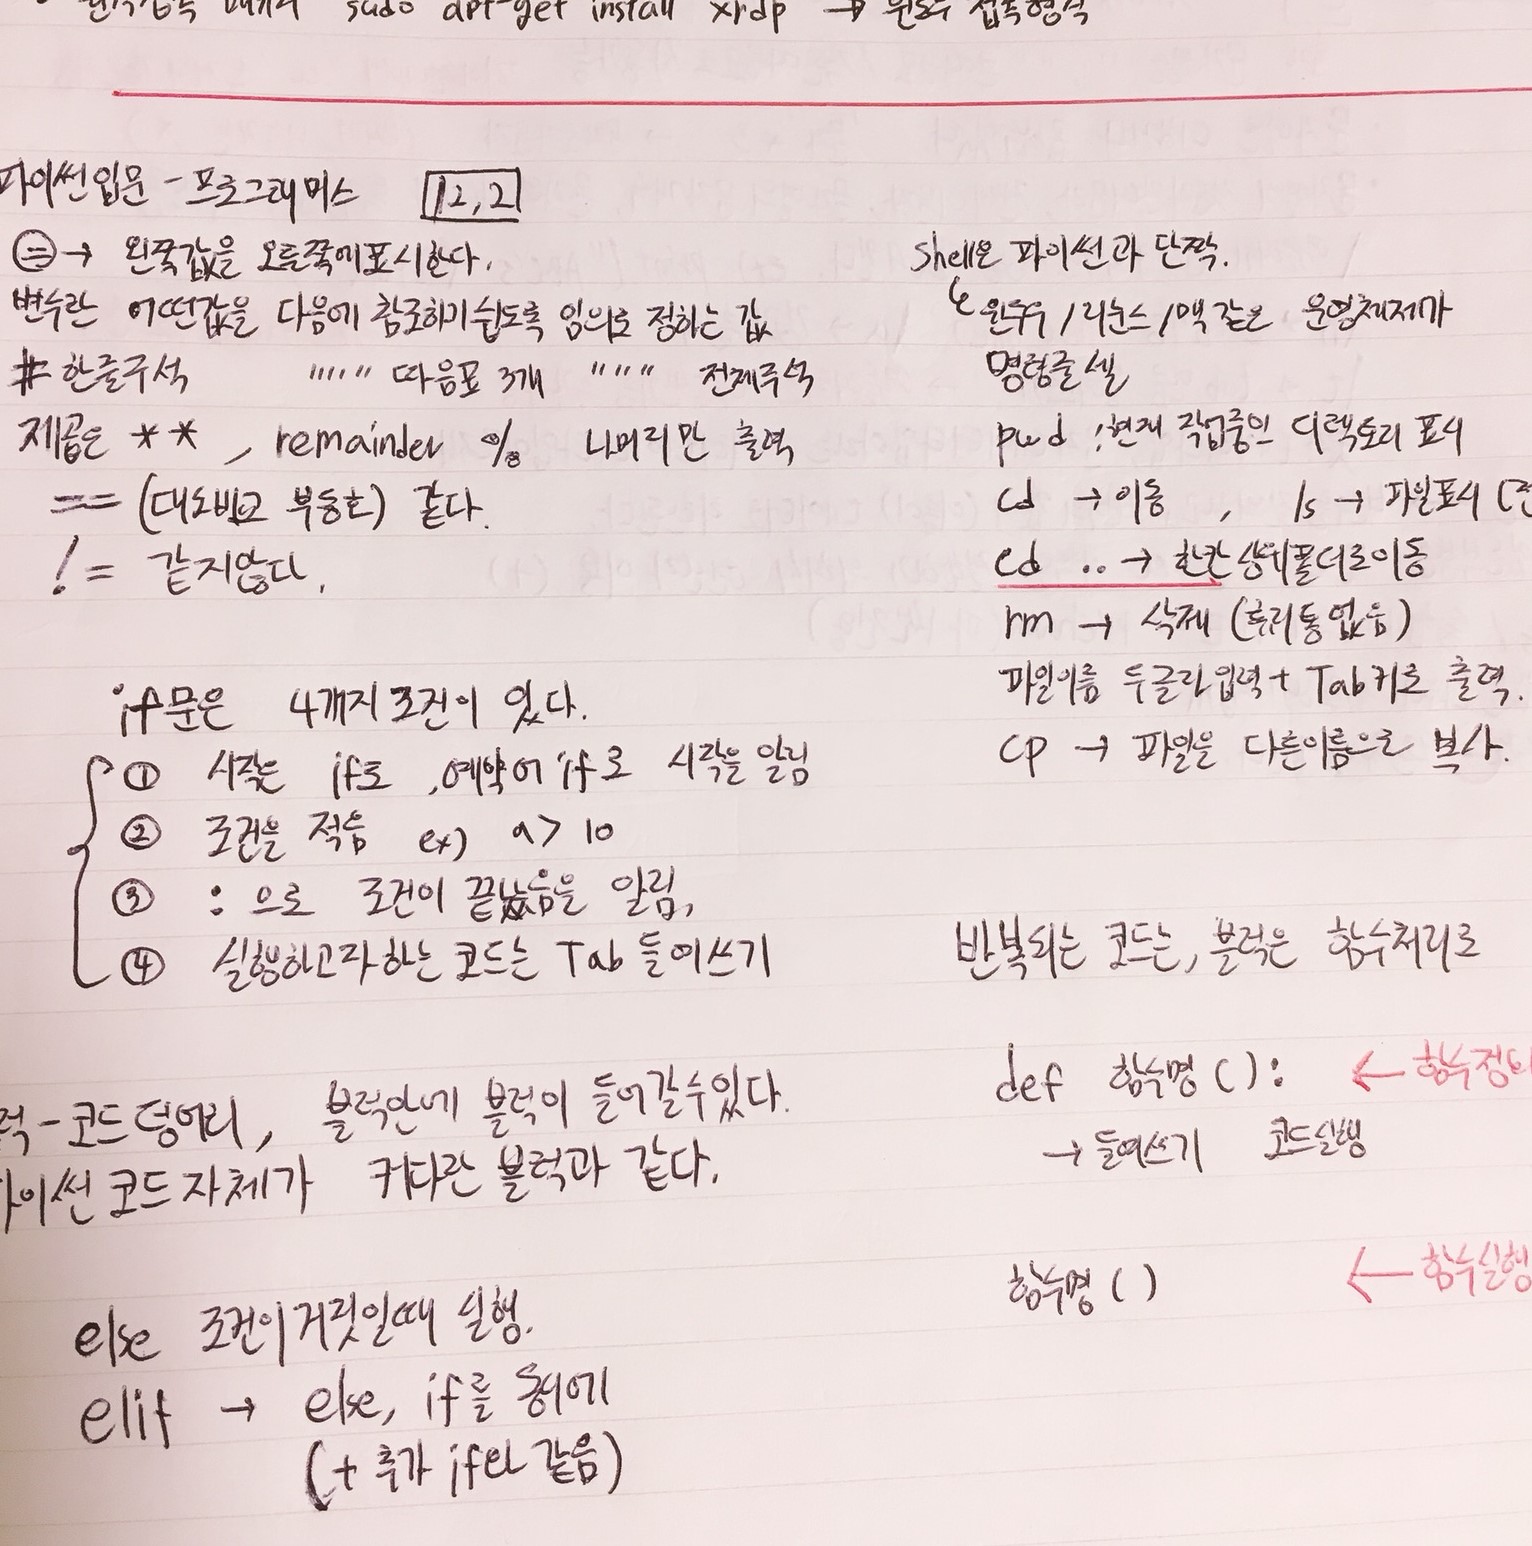 sudo apt-get install xrdp → 윈도우 접속형식
파이썬입문 - 프로그래머스 12,2
= → 왼쪽값을 오른쪽에표시한다.
변수란 어떤값을 다음에 참조하기쉽도록 임의로 정하는 값
# 한글주석 """ 따음표 3개 """ 전체주석
제곱은 ** , remainder % 나머리만 출력
== (대소비교 부등호) 같다.
!= 같지않다.
if문은 4개지조건이 있다.
① 시작은 if로 , 예약어 if로 시작을 알림
② 조건을 적음 ex) a > 10
③ : 으로 조건이 끝났음을 알림,
④ 실행하고자하는 코드는 Tab 들여쓰기
럭 - 코드덩어리, 블럭안에 블럭이 들어갈수있다.
이썬코드자체가 커다란 블럭과 같다.
else 조건이거짓일때 실행.
elif → else, if를 동시에
(+ 추가 if와 같음)
shell은 파이썬과 단짝.
윈두우 / 리눈스 / 맥 같은 운영체제가
명령줄 셸
pwd : 현재 작업중인 디렉토리 표시
cd → 이동 , ls → 파일표시 (전
cd .. → 한칸 상위폴더로이동
rm → 삭제 (휴리통 없음)
파일이름 두글자입력 + Tab키로 출력.
cp → 파일을 다른이름으로 복사.
반복되는 코드는, 블럭은 함수처리로
def 함수명 ( ) : ← 함수정의
→ 들여쓰기 코드실행
함수명 ( ) ← 함수실행